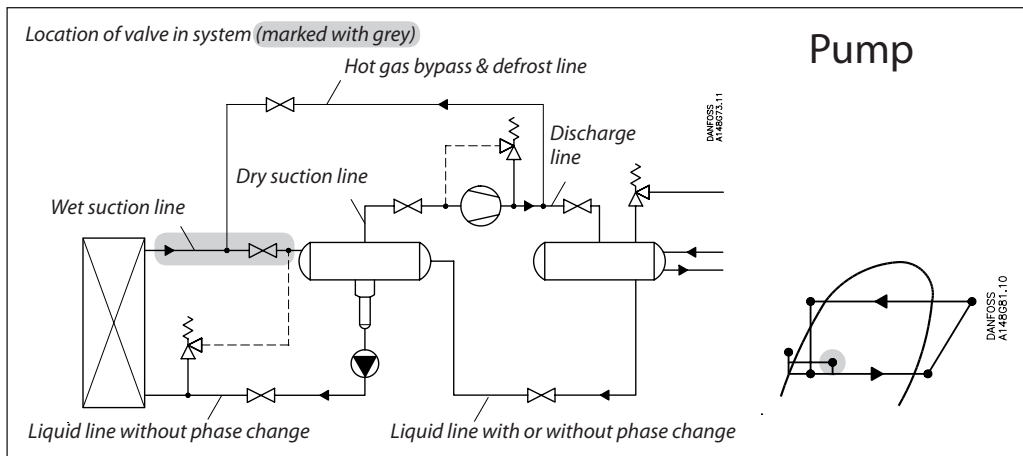 Location of valve in system (marked with grey)
Pump
Hot gas bypass & defrost line
DANFOSS
A148G73.11
Discharge
line
Dry suction line
Wet suction line
DANFOSS
A148G81.10
Liquid line without phase change
Liquid line with or without phase change